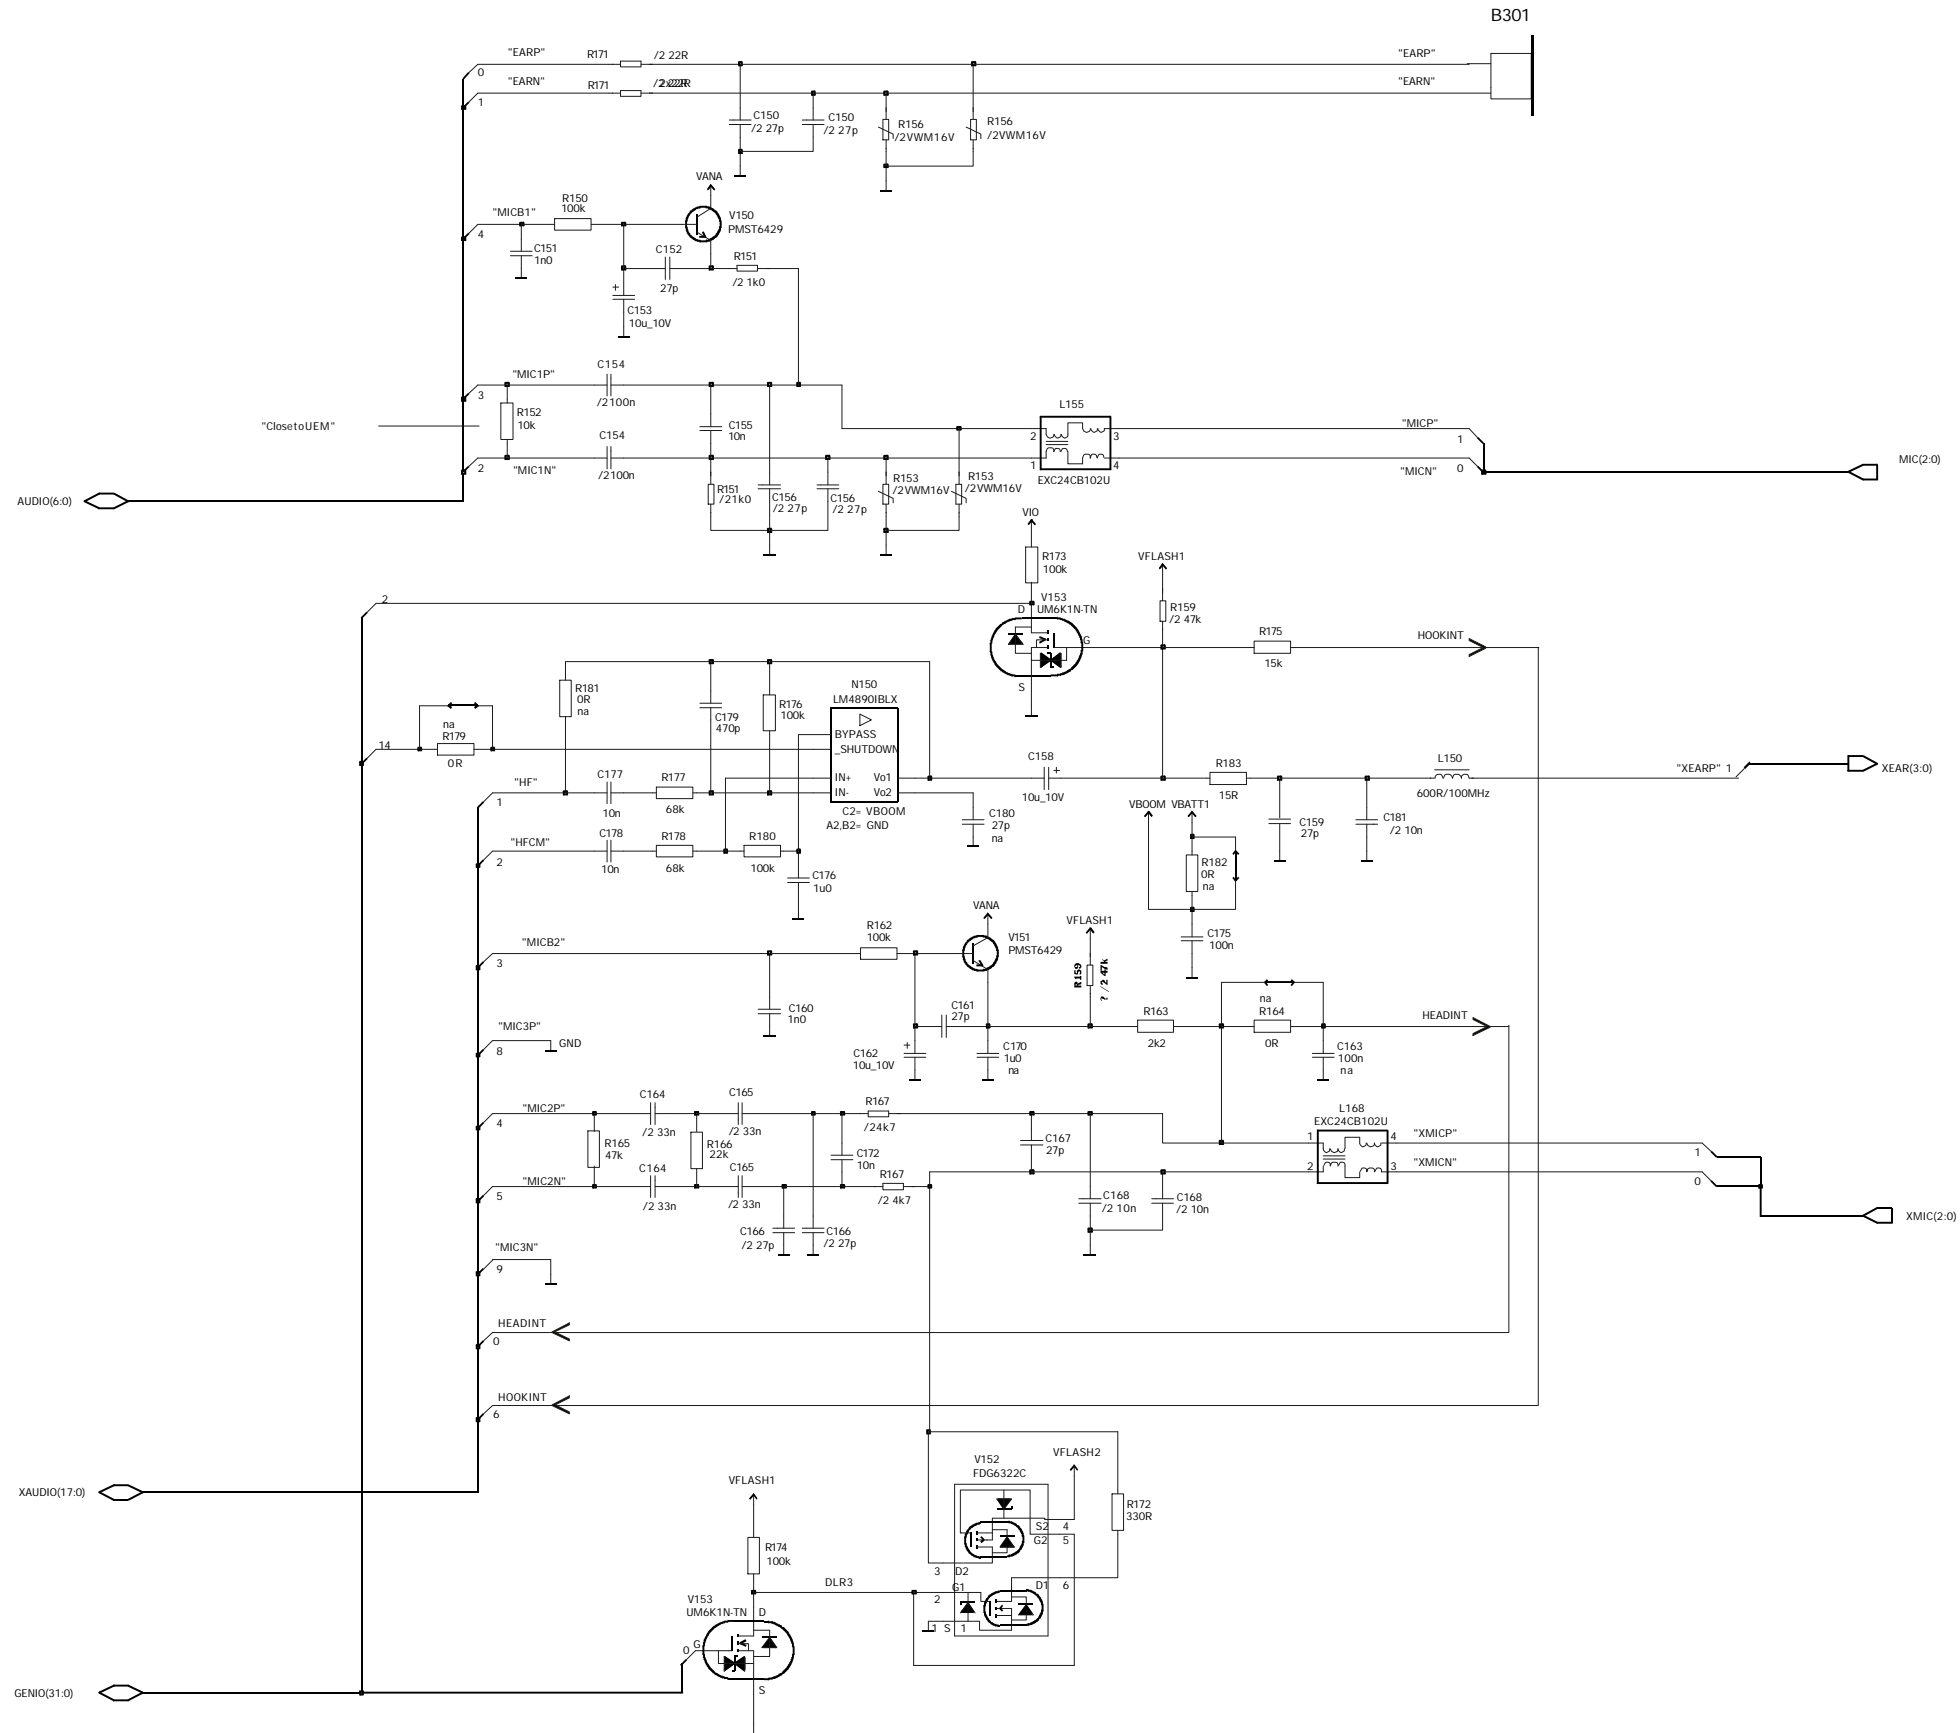 B301
"EARP"
R171
/2 22R
"EARP"
0
"EARN"
R171
"EARN"
1
C150
/2 27p
C150
/2 27p
R156
/2VWM16V
R156
/2VWM16V
VANA
"MICB1"
R150
100k
4
V150
PMST6429
C151
1n0
C152
27p
R151
/2 1k0
+
C153
10u_10V
"MIC1P"
C154
/2100n
3
R152
10k
"ClosetoUEM"
C154
/2100n
2
"MIC1N"
C155
10n
R151
/21k0
C156
/2 27p
C156
/2 27p
R153
/2VWM16V
R153
/2VWM16V
L155
2
3
1
4
EXC24CB102U
"MICP"
1
"MICN"
0
MIC(2:0)
AUDIO(6:0)
VIO
R173
100k
VFLASH1
2
V153
D
UM6K1N-TN
G
S
R159
/2 47k
R175
15k
HOOKINT
R181
0R
na
C179
470p
R176
100k
N150
LM4890IBLX
BYPASS
_SHUTDOWN
IN+
Vo1
IN-
Vo2
C2= VBOOM
A2,B2= GND
na
R179
0R
14
"HF"
1
C177
10n
R177
68k
"HFCM"
2
C178
10n
R178
68k
R180
100k
C176
1u0
C180
27p
na
C158
+
10u_10V
R183
15R
L150
600R/100MHz
"XEARP"
1
XEAR(3:0)
VBOOM
VBATT1
C159
27p
C181
/2 10n
R182
0R
na
C175
100n
"MICB2"
3
R162
100k
VANA
V151
PMST6429
VFLASH1
R159
? /2 47k
C160
1n0
C161
27p
R163
2k2
na
R164
0R
HEADINT
"MIC3P"
8
GND
+
C162
10u_10V
C170
1u0
na
C163
100n
na
"MIC2P"
4
C164
/2 33n
C165
/2 33n
R167
/24k7
R165
47k
R166
22k
C172
10n
C167
27p
L168
EXC24CB102U
1
4
2
3
"XMICP"
1
"XMICN"
0
"MIC2N"
5
C164
/2 33n
C165
/2 33n
R167
/2 4k7
C166
/2 27p
C166
/2 27p
C168
/2 10n
C168
/2 10n
XMIC(2:0)
"MIC3N"
9
HEADINT
0
HOOKINT
6
XAUDIO(17:0)
V152
FDG6322C
VFLASH2
VFLASH1
R174
100k
S2
4
G2
5
R172
330R
3
D2
G1
D1
6
2
1
S
1
DLR3
V153
UM6K1N-TN
D
0
G
S
GENIO(31:0)